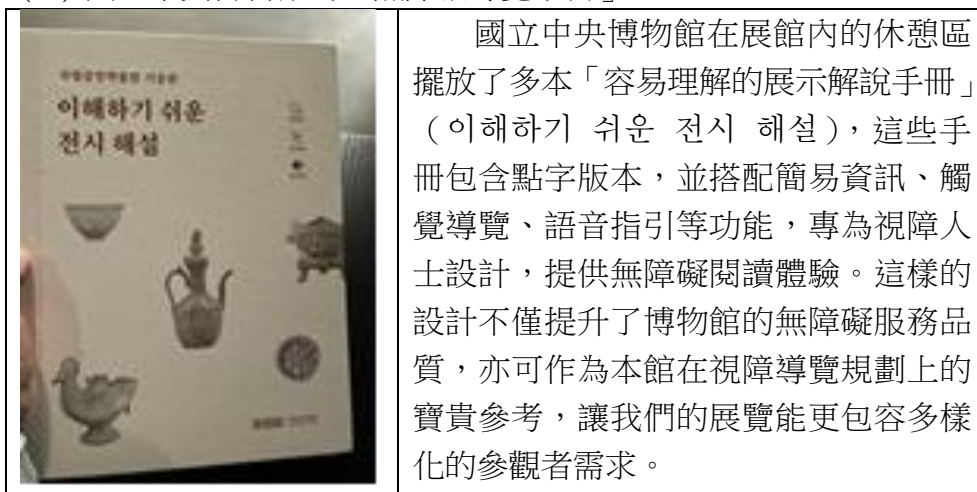 이해하기 쉬운
전시 해설
國立中央博物館在展館內的休憩區
擺放了多本「容易理解的展示解說手冊」
(이해하기 쉬운 전시 해설),這些手
冊包含點字版本,並搭配簡易資訊、觸
覺導覽、語音指引等功能,專為視障人
士設計,提供無障礙閱讀體驗。這樣的
設計不僅提升了博物館的無障礙服務品
質,亦可作為本館在視障導覽規劃上的
寶貴參考,讓我們的展覽能更包容多樣
化的參觀者需求。